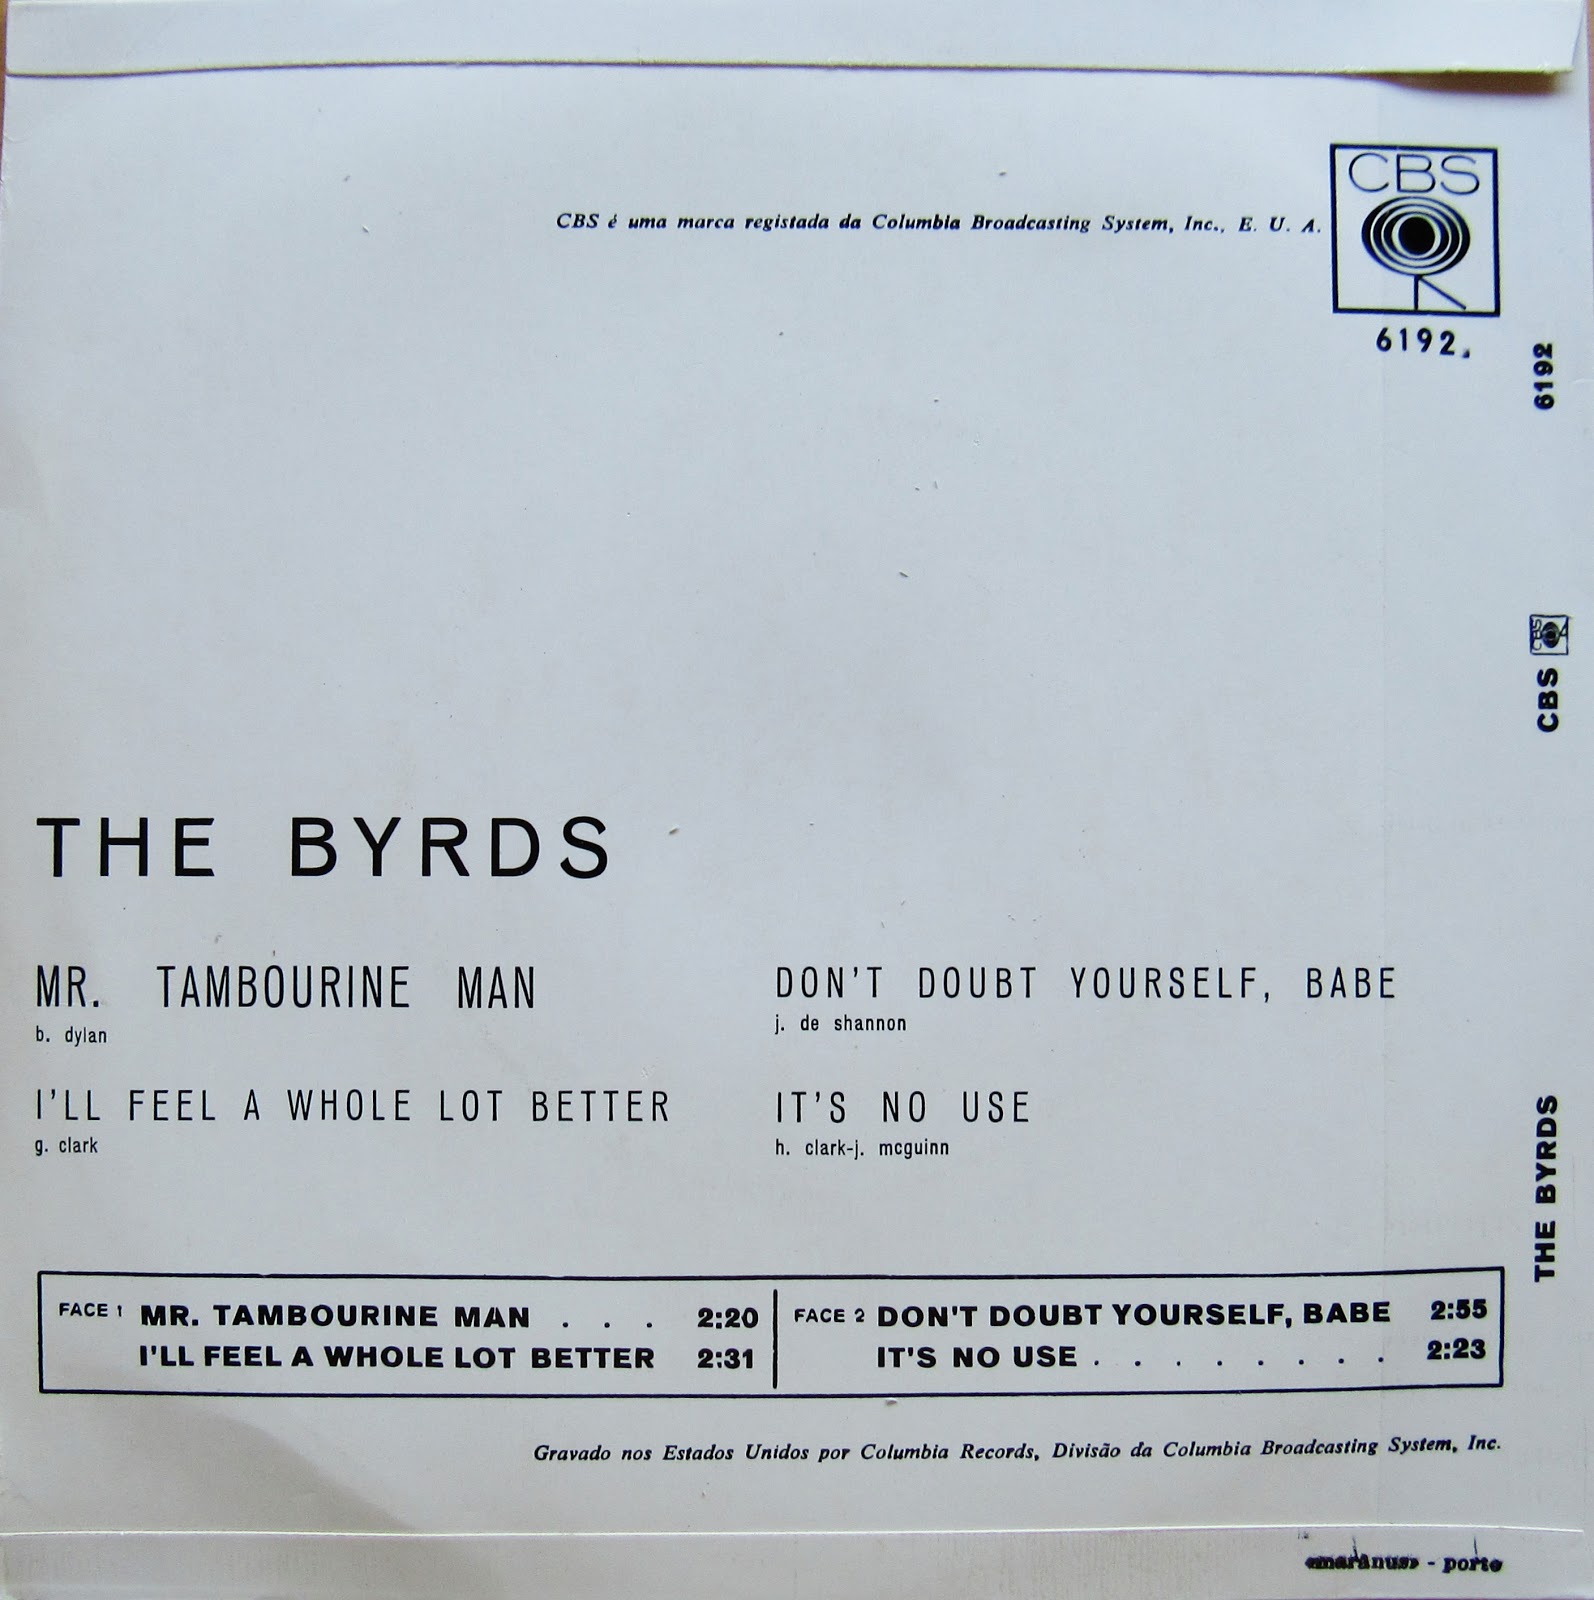 CBS
CBS é uma marca registada da Columbia Broadcasting System, Inc., E. U. A.
6192
6192
CBS
CBS
THE BYRDS
THE BYRDS
MR. TAMBOURINE MAN
b. dylan
I'LL FEEL A WHOLE LOT BETTER
g. clark
DON'T DOUBT YOURSELF, BABE
j. de shannon
IT'S NO USE
h. clark-j. mcguinn
FACE 1 MR. TAMBOURINE MAN . . . 2:20
I'LL FEEL A WHOLE LOT BETTER 2:31
FACE 2 DON'T DOUBT YOURSELF, BABE 2:55
IT'S NO USE . . . . . . . . 2:23
Gravado nos Estados Unidos por Columbia Records, Divisão da Columbia Broadcasting System, Inc.
«maranus» - porto